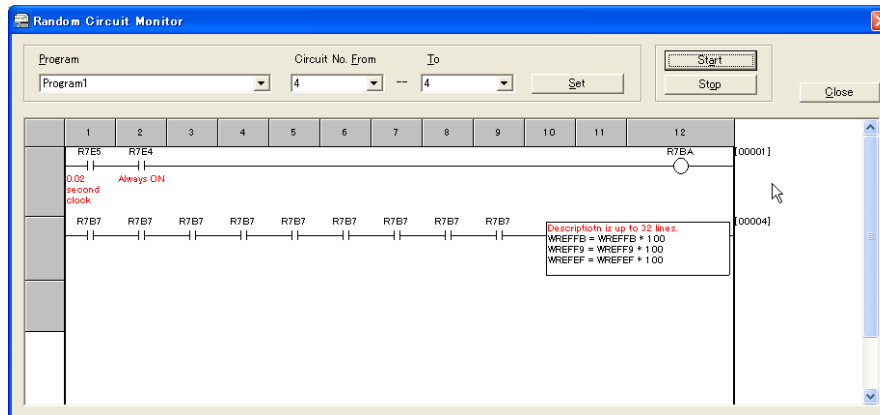 Random Circuit Monitor
Program
Circuit No. From
To
Start
Program1
4
--
4
Set
Stop
Close
1 2 3 4 5 6 7 8 9 10 11 12
R7E5 R7E4 R7BA [00001]
0.02 Always ON
second
clock
R7B7 R7B7 R7B7 R7B7 R7B7 R7B7 R7B7 R7B7 R7B7 [00004]
Descriptiotn is up to 32 lines.
WREFFB = WREFFB * 100
WREFF9 = WREFF9 * 100
WREFEF = WREFEF * 100